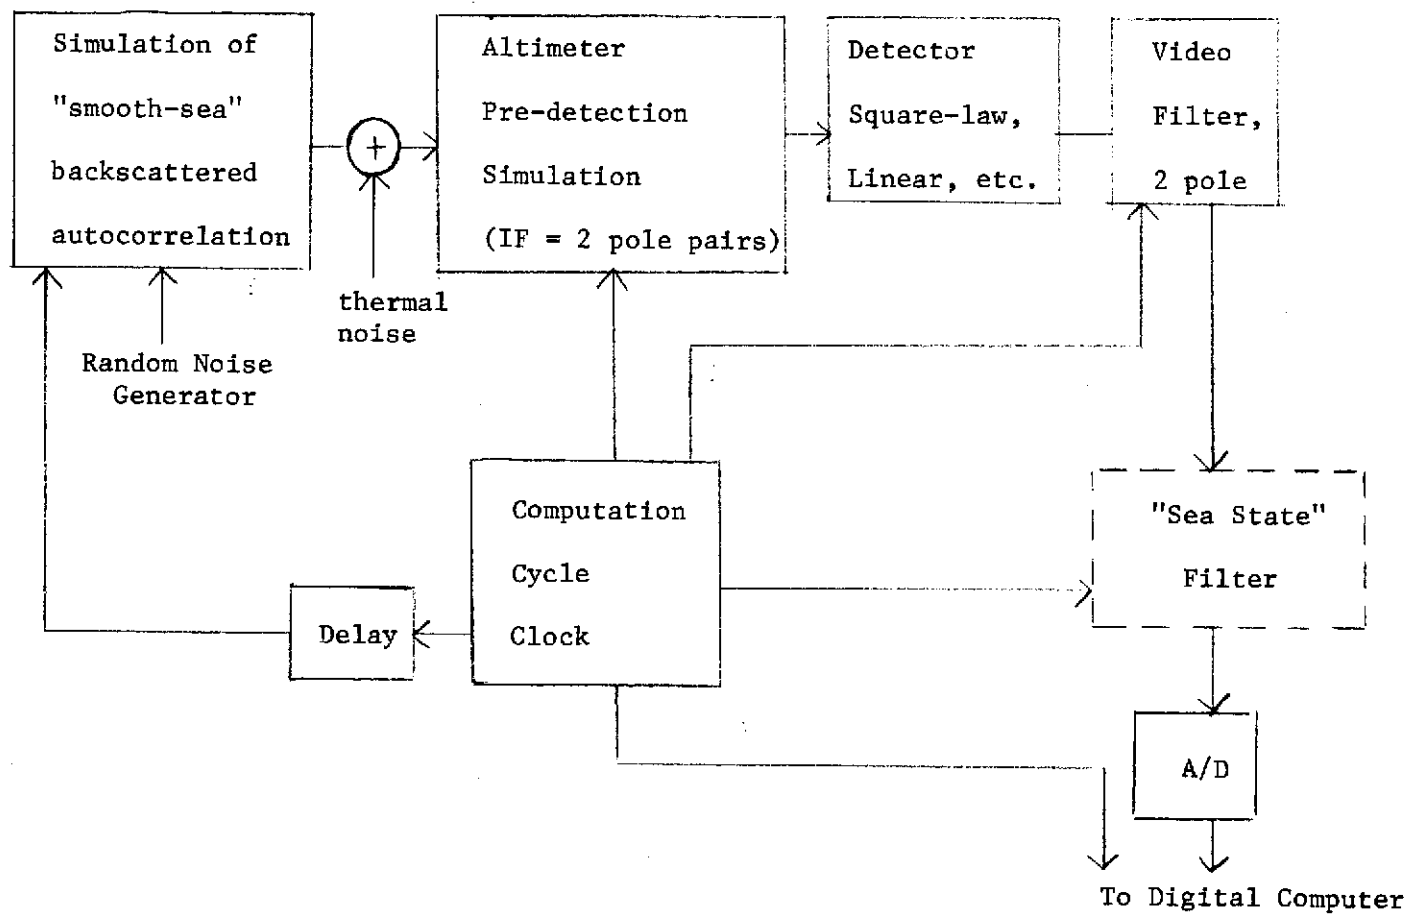 Simulation of
"smooth-sea"
backscattered
autocorrelation
+
Altimeter
Pre-detection
Simulation
(IF = 2 pole pairs)
Detector
Square-law,
Linear, etc.
Video
Filter,
2 pole
thermal
noise
Random Noise
Generator
Computation
Cycle
Clock
Delay
"Sea State"
Filter
A/D
To Digital Computer